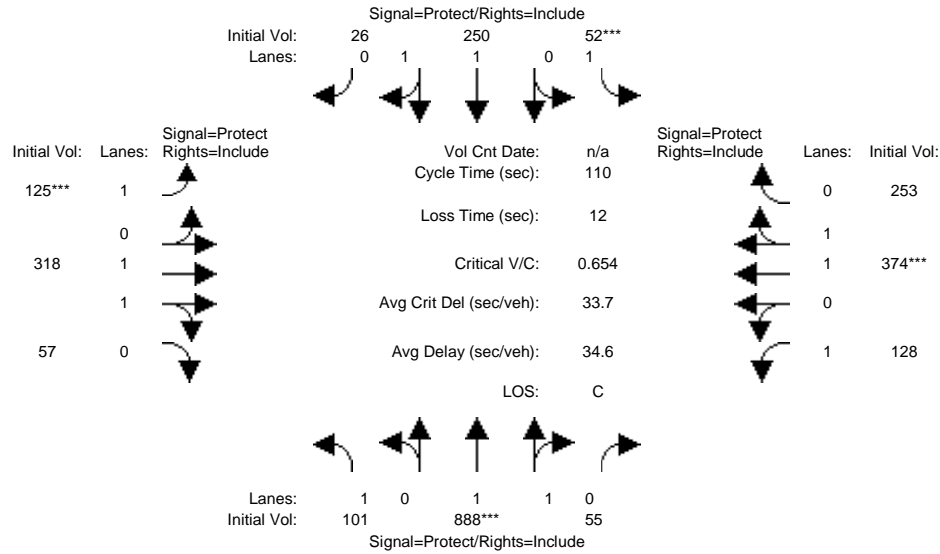 Signal=Protect/Rights=Include
Initial Vol: 26 250 52***
Lanes: 0 1 1 0 1
Signal=Protect
Initial Vol: Lanes: Rights=Include
Vol Cnt Date: n/a
Signal=Protect
Rights=Include Lanes: Initial Vol:
Cycle Time (sec): 110
125*** 1
0 253
Loss Time (sec): 12
0
1
318 1
Critical V/C: 0.654
1 374***
1
Avg Crit Del (sec/veh): 33.7
0
57 0
Avg Delay (sec/veh): 34.6
1 128
LOS: C
Lanes: 1 0 1 1 0
Initial Vol: 101 888*** 55
Signal=Protect/Rights=Include